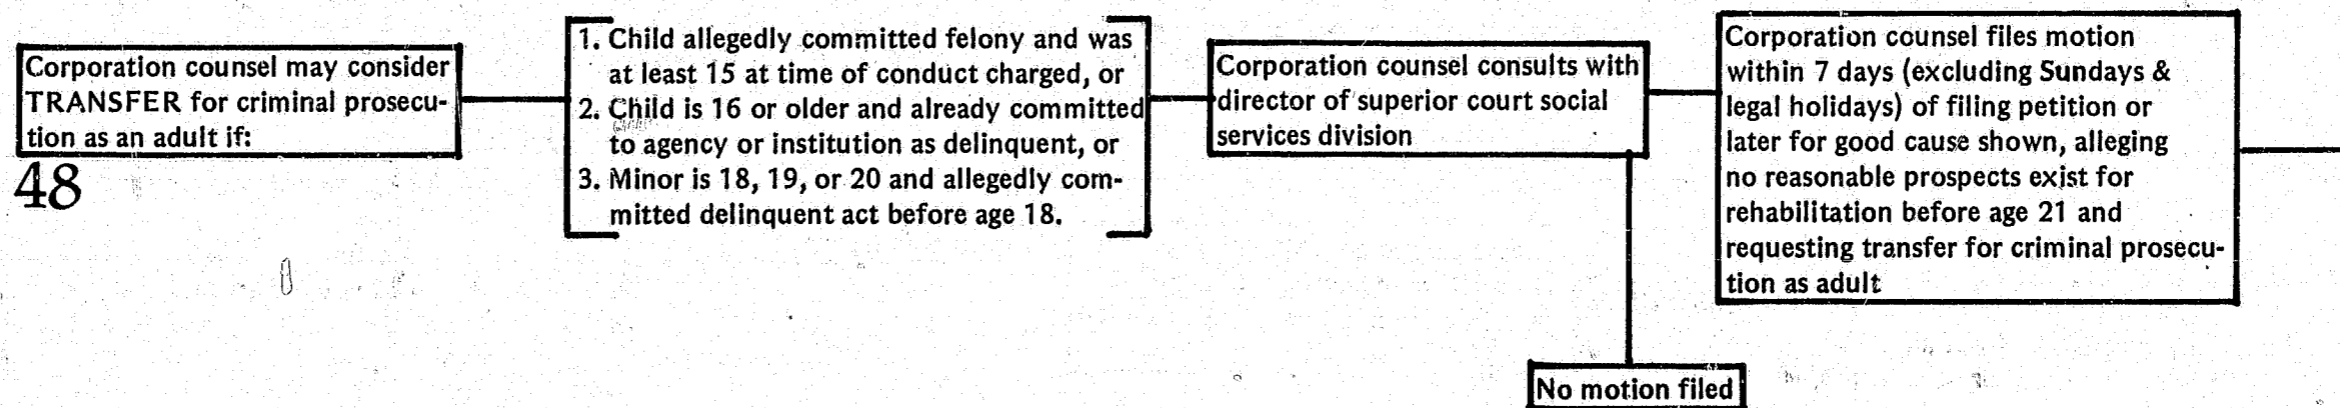 Corporation counsel may consider
TRANSFER for criminal prosecu-
tion as an adult if:
48
1. Child allegedly committed felony and was
at least 15 at time of conduct charged, or
2. Child is 16 or older and already committed
to agency or institution as delinquent, or
3. Minor is 18, 19, or 20 and allegedly com-
mitted delinquent act before age 18.
Corporation counsel consults with
director of superior court social
services division
Corporation counsel files motion
within 7 days (excluding Sundays &
legal holidays) of filing petition or
later for good cause shown, alleging
no reasonable prospects exist for
rehabilitation before age 21 and
requesting transfer for criminal prosecu-
tion as adult
No motion filed